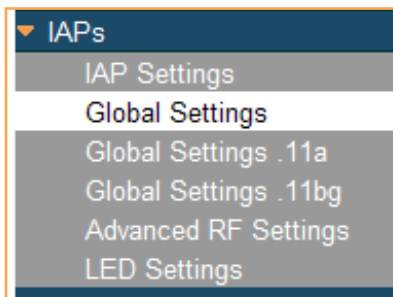 IAPs
IAP Settings
Global Settings
Global Settings .11a
Global Settings .11bg
Advanced RF Settings
LED Settings